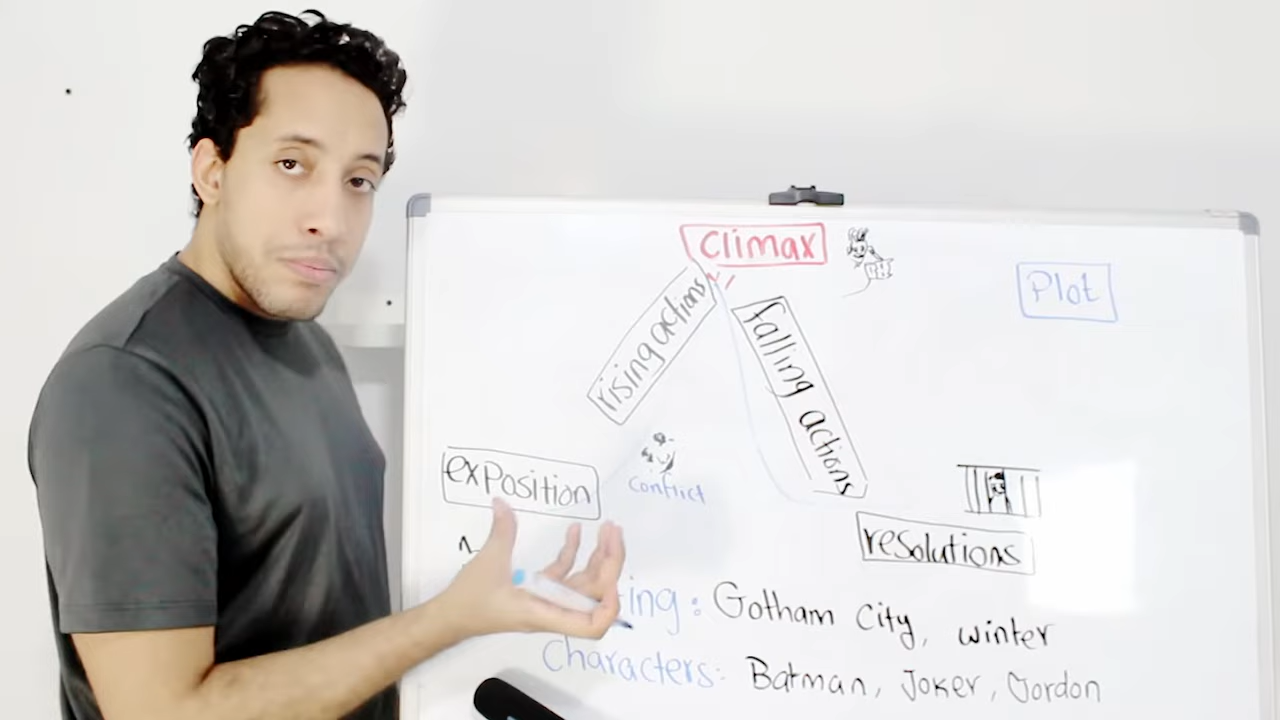 climax
Plot
rising actions
falling actions
exposition
conflict
resolutions
Gotham City, winter
Characters: Batman, Joker, Gordon